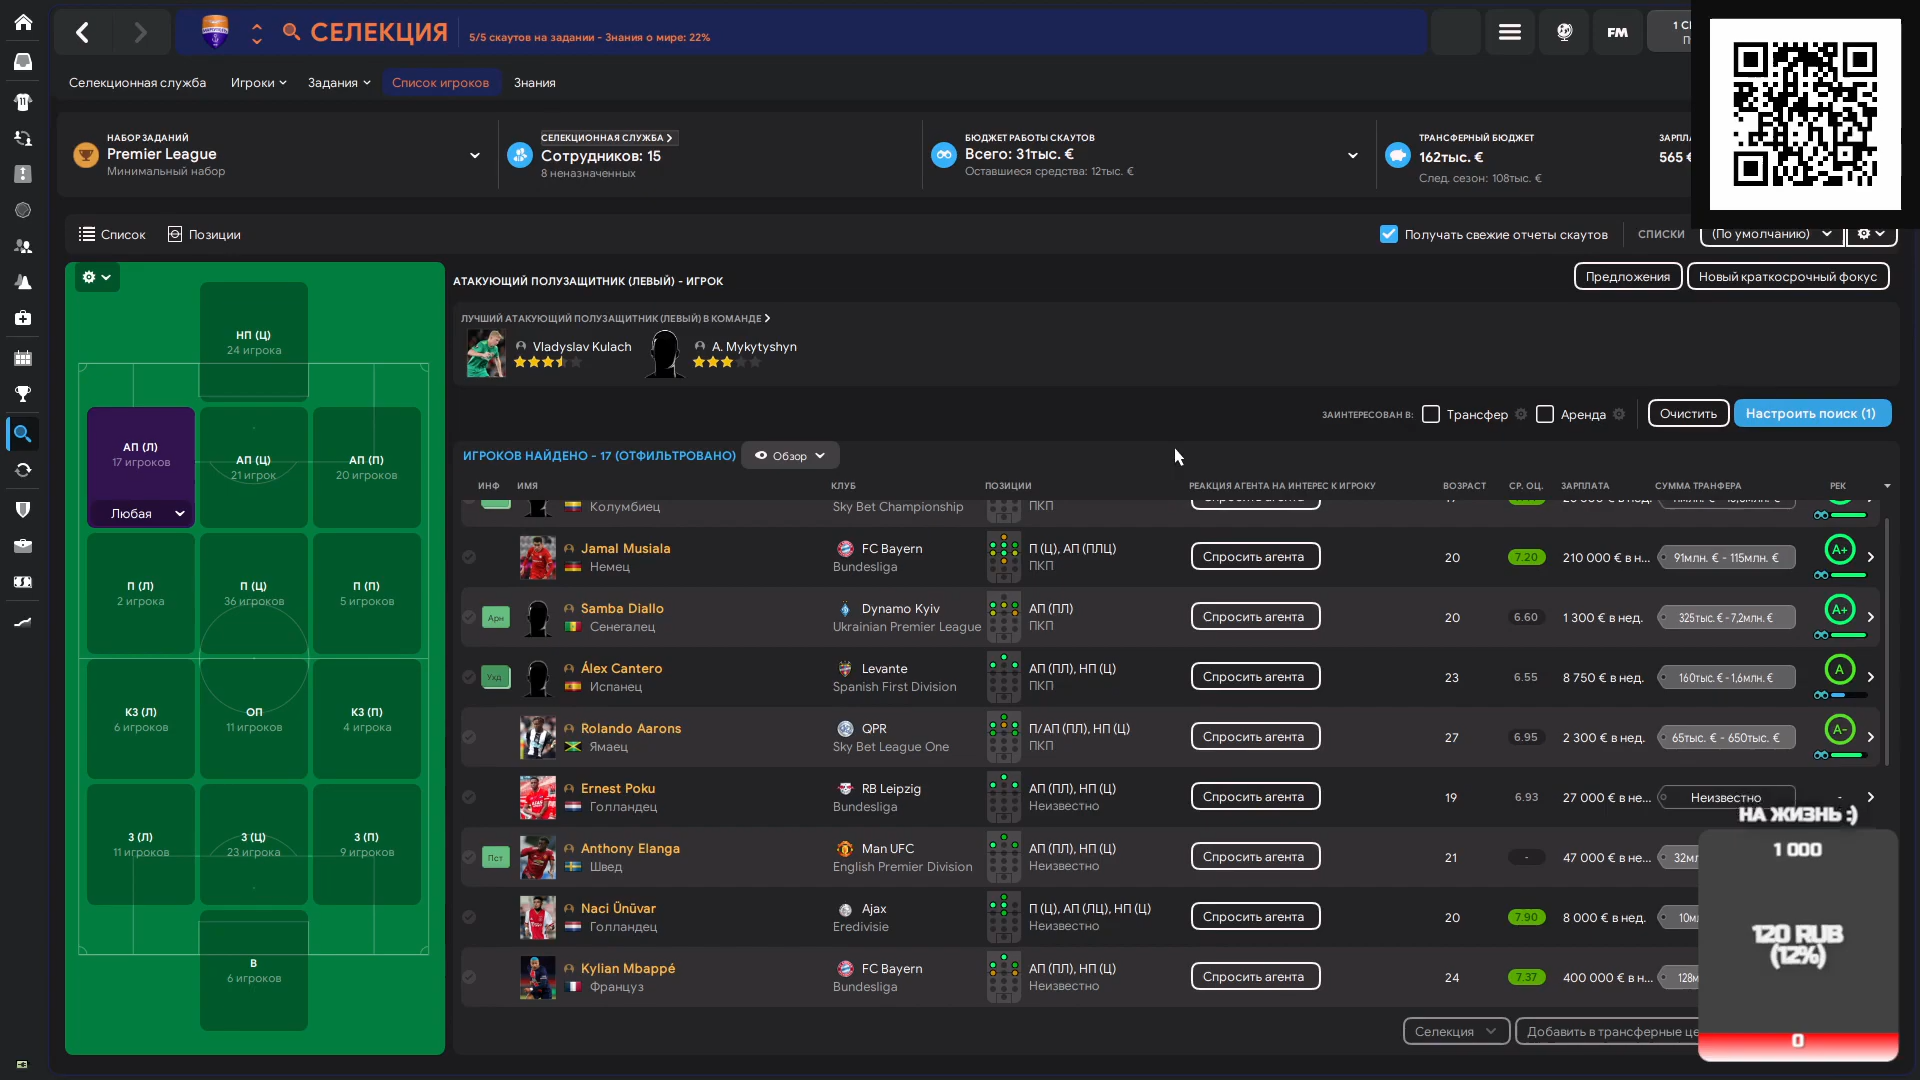 СЕЛЕКЦИЯ
5/5 скаутов на задании - Знания о мире: 22%
FM
Селекционная служба
Игроки
Задания
Список игроков
Знания
НАБОР ЗАДАНИЙ
Premier League
Минимальный набор
СЕЛЕКЦИОННАЯ СЛУЖБА
Сотрудников: 15
8 неназначенных
БЮДЖЕТ РАБОТЫ СКАУТОВ
Всего: 31тыс. €
Оставшиеся средства: 12тыс. €
ТРАНСФЕРНЫЙ БЮДЖЕТ
162тыс. €
След. сезон: 108тыс. €
565 €
Список
Позиции
Получать свежие отчеты скаутов
СПИСКИ
(По умолчанию)
НП (Ц)
24 игрока
АП (Л)
17 игроков
Любая
АП (Ц)
21 игрок
АП (П)
20 игроков
П (Л)
2 игрока
П (Ц)
36 игроков
П (П)
5 игроков
КЗ (Л)
6 игроков
ОП
11 игроков
КЗ (П)
4 игрока
З (Л)
11 игроков
З (Ц)
23 игрока
З (П)
9 игроков
В
6 игроков
АТАКУЮЩИЙ ПОЛУЗАЩИТНИК (ЛЕВЫЙ) - ИГРОК
Предложения
Новый краткосрочный фокус
ЛУЧШИЙ АТАКУЮЩИЙ ПОЛУЗАЩИТНИК (ЛЕВЫЙ) В КОМАНДЕ
Vladyslav Kulach
A. Mykytyshyn
ЗАИНТЕРЕСОВАН В:
Трансфер
Аренда
Очистить
Настроить поиск (1)
ИГРОКОВ НАЙДЕНО - 17 (ОТФИЛЬТРОВАНО)
Обзор
ИНФ ИМЯ КЛУБ ПОЗИЦИИ РЕАКЦИЯ АГЕНТА НА ИНТЕРЕС К ИГРОКУ ВОЗРАСТ СР. ОЦ. ЗАРПЛАТА СУММА ТРАНФЕРА РЕК
Колумбиец Sky Bet Championship ПКП
Jamal Musiala FC Bayern П (Ц), АП (ПЛЦ) Спросить агента 20 7.20 210 000 € в н... 91млн. € - 115млн. € A+
Немец Bundesliga ПКП
Арн Samba Diallo Dynamo Kyiv АП (ПЛ) Спросить агента 20 6.60 1 300 € в нед. 325тыс. € - 7,2млн. € A+
Сенегалец Ukrainian Premier League ПКП
Ухд Álex Cantero Levante АП (ПЛ), НП (Ц) Спросить агента 23 6.55 8 750 € в нед. 160тыс. € - 1,6млн. € A
Испанец Spanish First Division ПКП
Rolando Aarons QPR П/АП (ПЛ), НП (Ц) Спросить агента 27 6.95 2 300 € в нед. 65тыс. € - 650тыс. € A-
Ямаец Sky Bet League One ПКП
Ernest Poku RB Leipzig АП (ПЛ), НП (Ц) Спросить агента 19 6.93 27 000 € в не... Неизвестно -
Голландец Bundesliga Неизвестно
Пст Anthony Elanga Man UFC АП (ПЛ), НП (Ц) Спросить агента 21 - 47 000 € в не...
Швед English Premier Division Неизвестно
Naci Ünüvar Ajax П (Ц), АП (ЛЦ), НП (Ц) Спросить агента 20 7.90 8 000 € в нед.
Голландец Eredivisie Неизвестно
Kylian Mbappé FC Bayern АП (ПЛ), НП (Ц) Спросить агента 24 7.37 400 000 € в н...
Француз Bundesliga Неизвестно
Селекция
Добавить в трансферные
НА ЖИЗНЬ :)
1 000
120 RUB
(12%)
0